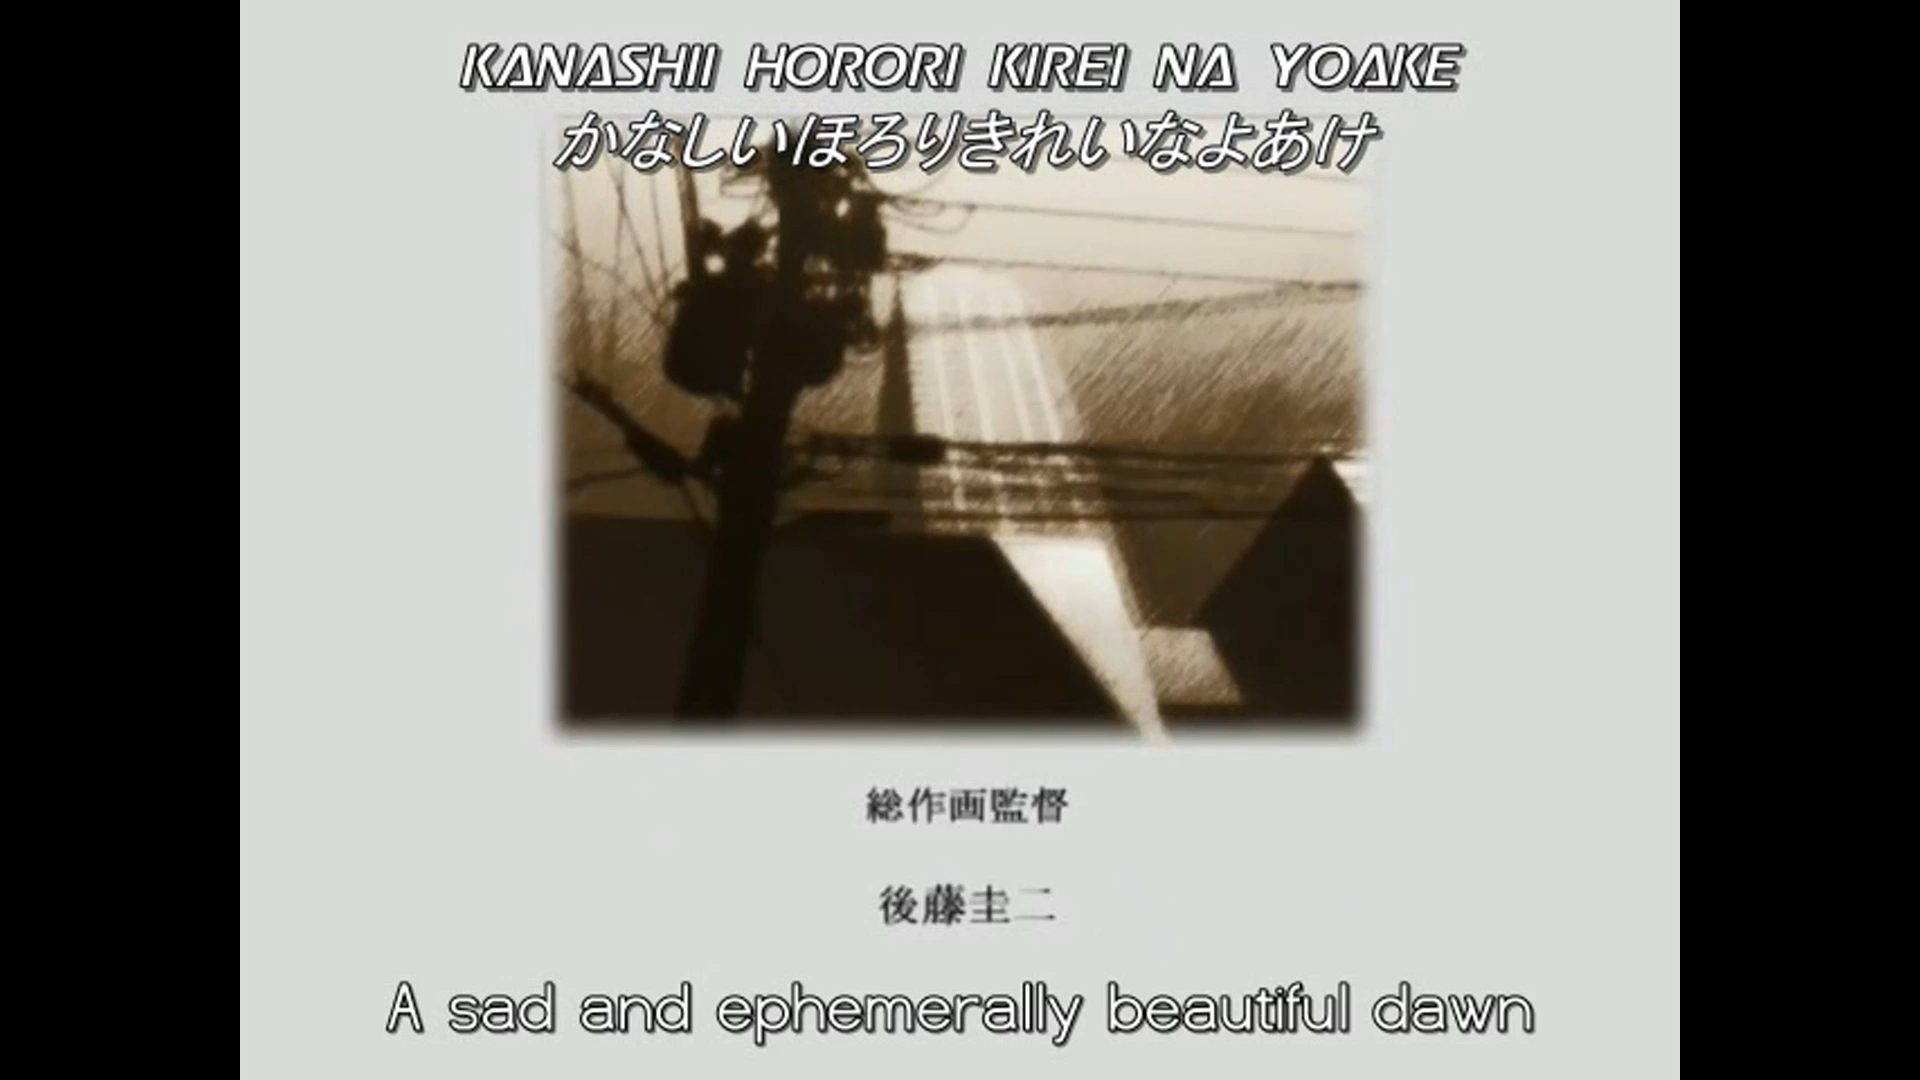 KANASHII HORORI KIREI NA YOAKE
かなしいほろりきれいなよあけ
総作画監督
後藤圭二
A sad and ephemerally beautiful dawn